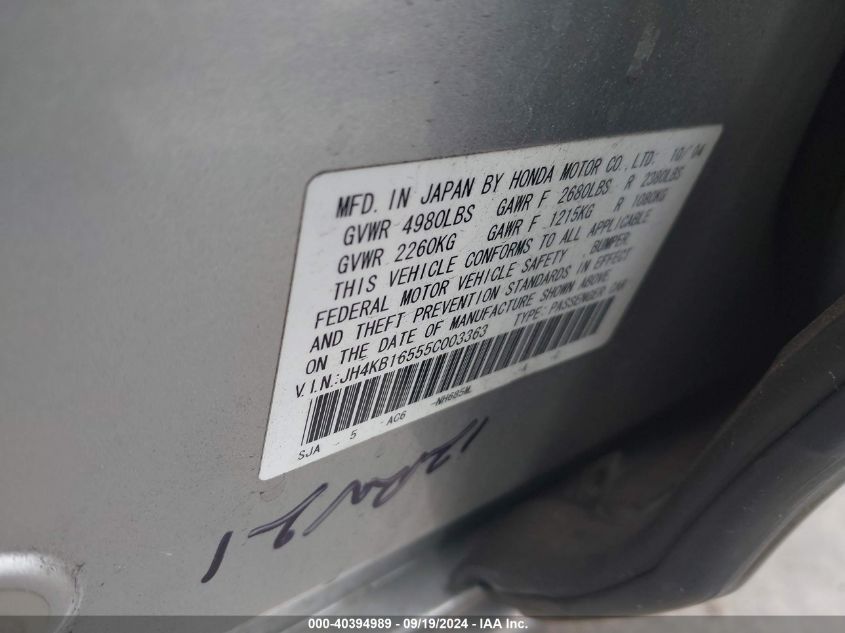 MFD. IN JAPAN BY HONDA MOTOR CO., LTD. 10/04
GVWR 4980LBS GAWR F 2680LBS R 2380LBS
GVWR 2260KG GAWR F 1215KG R 1080KG
THIS VEHICLE CONFORMS TO ALL APPLICABLE
FEDERAL MOTOR VEHICLE SAFETY, BUMPER,
AND THEFT PREVENTION STANDARDS IN EFFECT
ON THE DATE OF MANUFACTURE SHOWN ABOVE.
V.I.N.:JH4KB16555C003363 TYPE: PASSENGER CAR
SJA 5 AC6 -NH685M
000-40394989 - 09/19/2024 - IAA Inc.